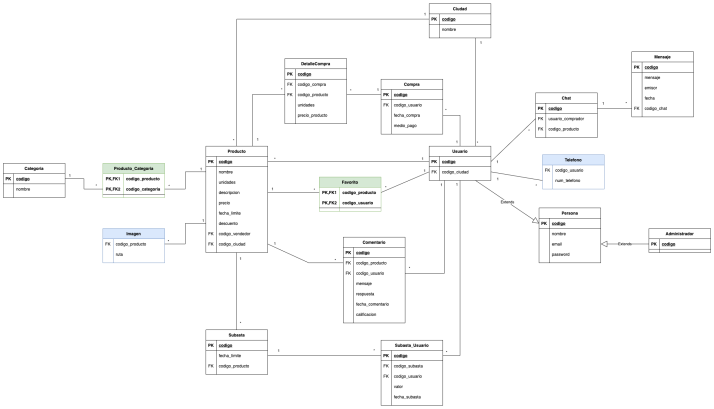 Ciudad
PK codigo
nombre
DetalleCompra
PK codigo
FK codigo_compra
FK codigo_producto
unidades
precio_producto
Compra
PK codigo
FK codigo_usuario
fecha_compra
medio_pago
Mensaje
PK codigo
mensaje
emisor
fecha
FK codigo_chat
Chat
PK codigo
FK usuario_comprador
FK codigo_producto
Categoria
PK codigo
nombre
Producto_Categoria
PK,FK1 codigo_producto
PK,FK2 codigo_categoria
Producto
PK codigo
nombre
unidades
descripcion
precio
fecha_limite
descuento
FK codigo_vendedor
FK codigo_ciudad
Usuario
PK codigo
FK codigo_ciudad
Telefono
FK codigo_usuario
num_telefono
Favorito
PK,FK1 codigo_producto
PK,FK2 codigo_usuario
Imagen
FK codigo_producto
ruta
Extends
Persona
PK codigo
nombre
email
password
Extends
Administrador
PK codigo
Comentario
PK codigo
FK codigo_producto
FK codigo_usuario
mensaje
respuesta
fecha_comentario
calificacion
Subasta
PK codigo
fecha_limite
FK codigo_producto
Subasta_Usuario
PK codigo
FK codigo_subasta
FK codigo_usuario
valor
fecha_subasta